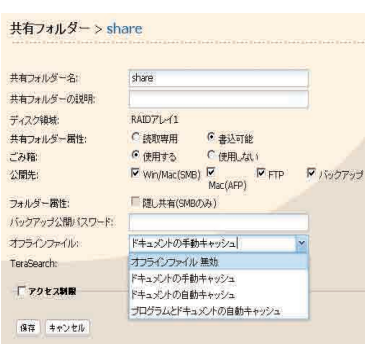 共有フォルダー > share
共有フォルダー名: share
共有フォルダーの説明:
ディスク領域: RAIDアレイ1
共有フォルダー属性: 読取専用 書込可能
ごみ箱: 使用する 使用しない
公開先: Win/Mac(SMB) Mac(AFP) FTP バックアップ
フォルダー属性: 隠し共有(SMBのみ)
バックアップ公開パスワード:
オフラインファイル: ドキュメントの手動キャッシュ
オフラインファイル 無効
TeraSearch:
ドキュメントの手動キャッシュ
ドキュメントの自動キャッシュ
プログラムとドキュメントの自動キャッシュ
アクセス制限
保存 キャンセル